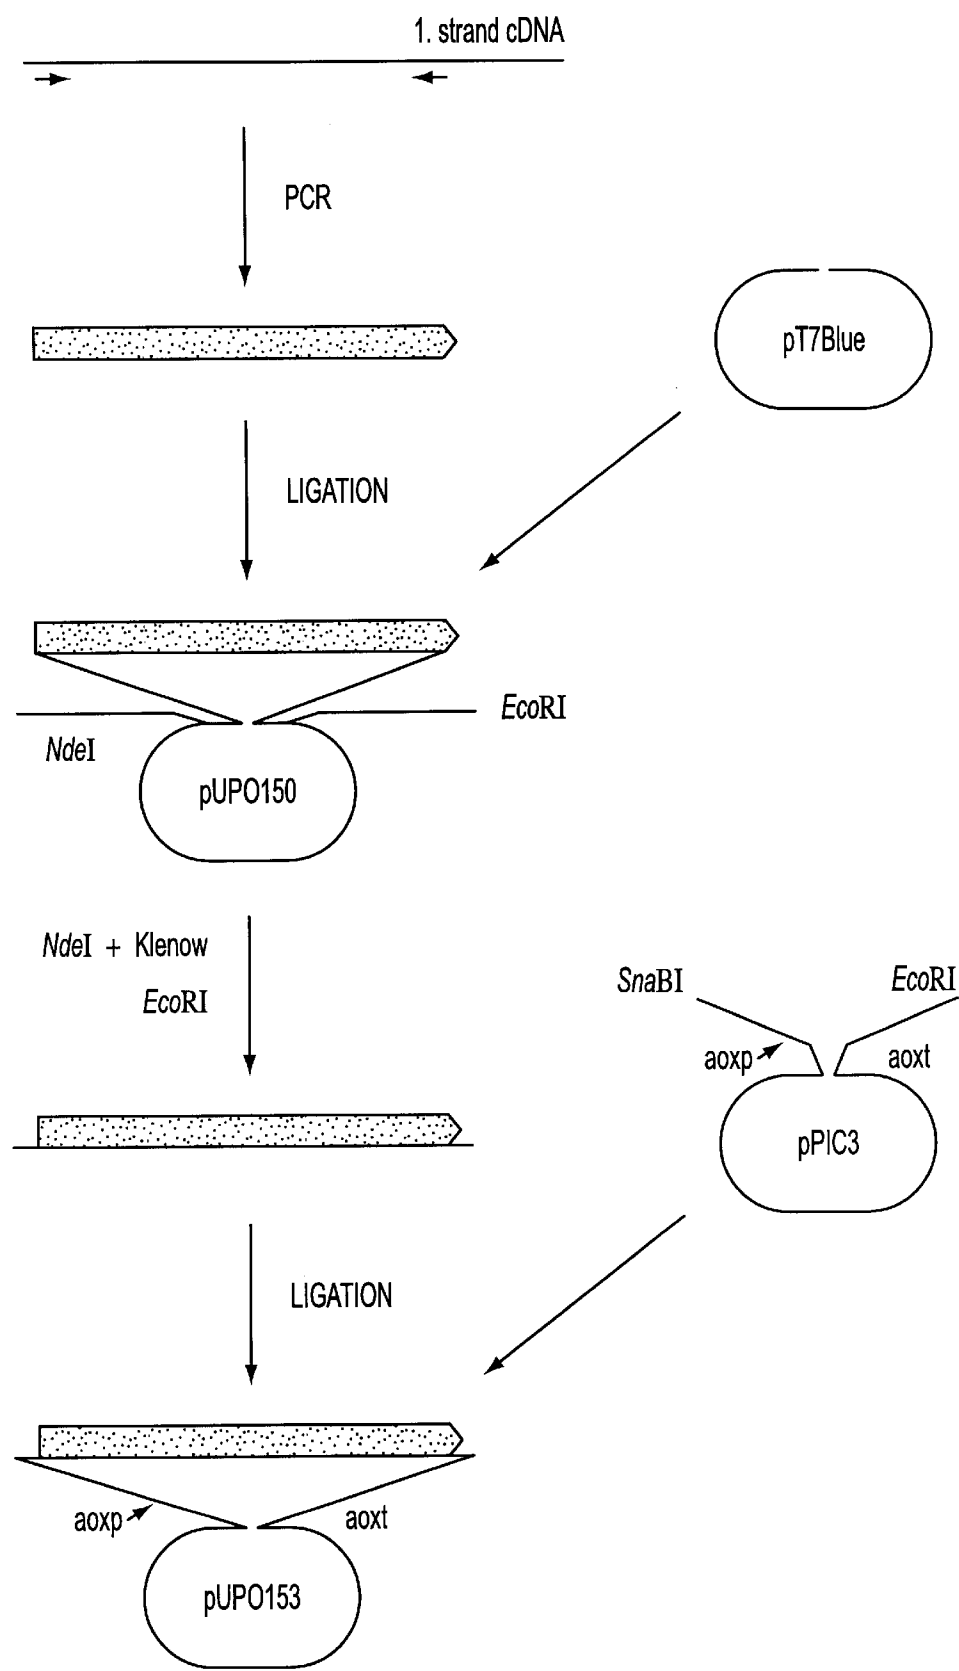 1. strand cDNA
PCR
pT7Blue
LIGATION
EcoRI
NdeI
pUPO150
NdeI + Klenow
EcoRI
SnaBI
EcoRI
aoxp
aoxt
pPIC3
LIGATION
aoxp
aoxt
pUPO153